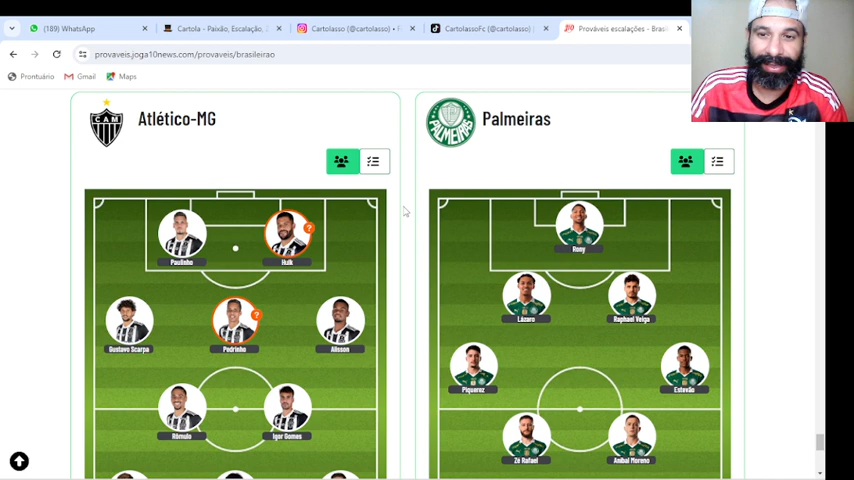 (189) WhatsApp
Cartola - Paixão, Escalação,
Cartolasso (@cartolasso) •
CartolassoFc (@cartolasso)
Prováveis escalações - Brasil
provaveis.joga10news.com/provaveis/brasileirao
Prontuário
Gmail
Maps
CAM
Atlético-MG
PALMEIRAS
Palmeiras
Paulinho
?
Hulk
Rony
Lázaro
Raphael Veiga
Gustavo Scarpa
?
Pedrinho
Alisson
Piquerez
Estevão
Rômulo
Igor Gomes
Zé Rafael
Aníbal Moreno